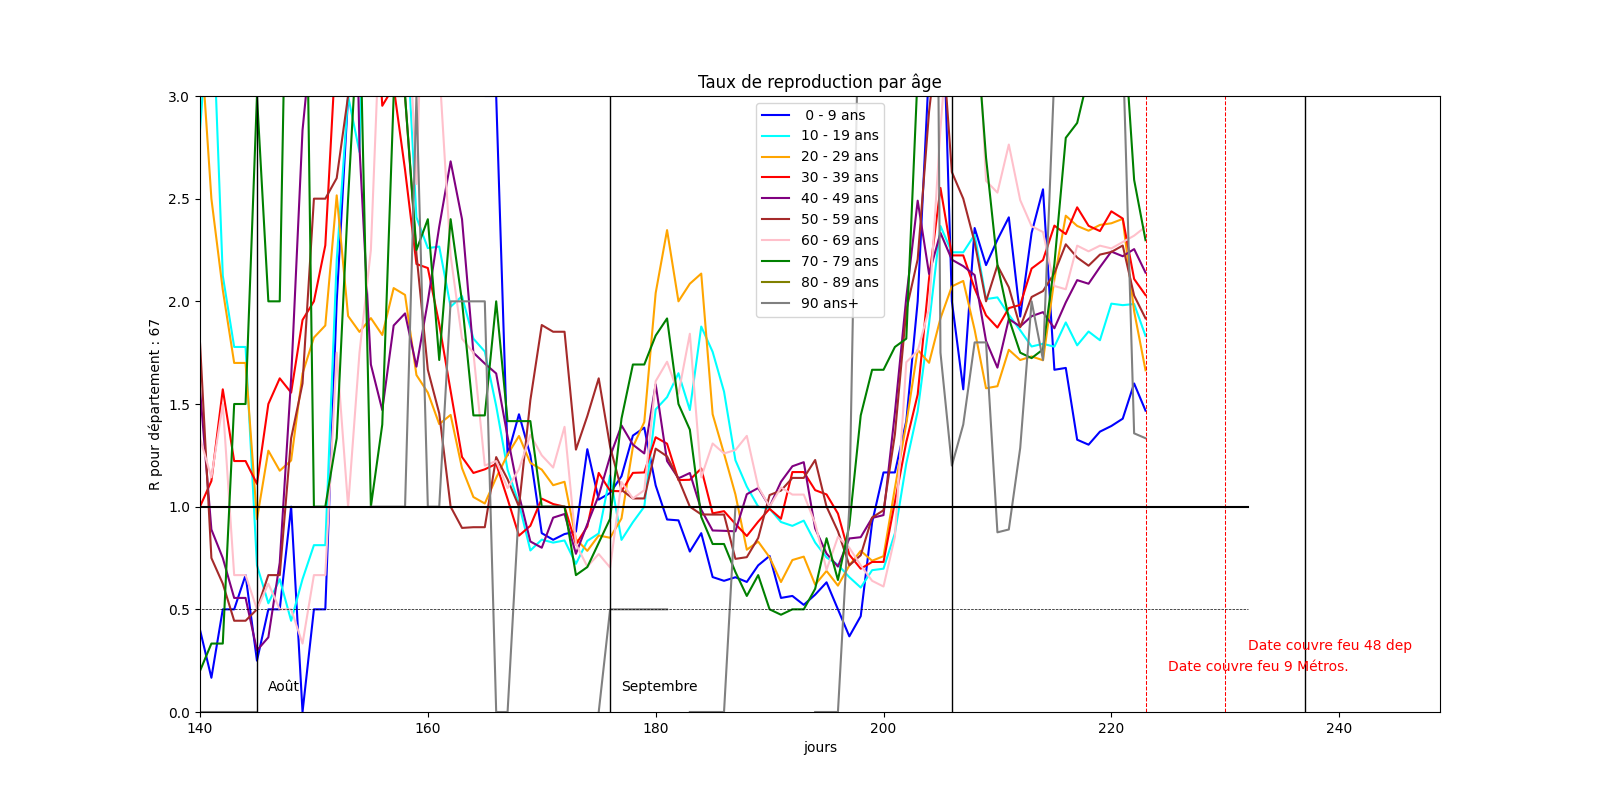 Taux de reproduction par âge
3.0
2.5
2.0
1.5
1.0
0.5
0.0
R pour département : 67
0 - 9 ans
10 - 19 ans
20 - 29 ans
30 - 39 ans
40 - 49 ans
50 - 59 ans
60 - 69 ans
70 - 79 ans
80 - 89 ans
90 ans+
Date couvre feu 48 dep
Date couvre feu 9 Métros.
Août
Septembre
140
160
180
200
220
240
jours